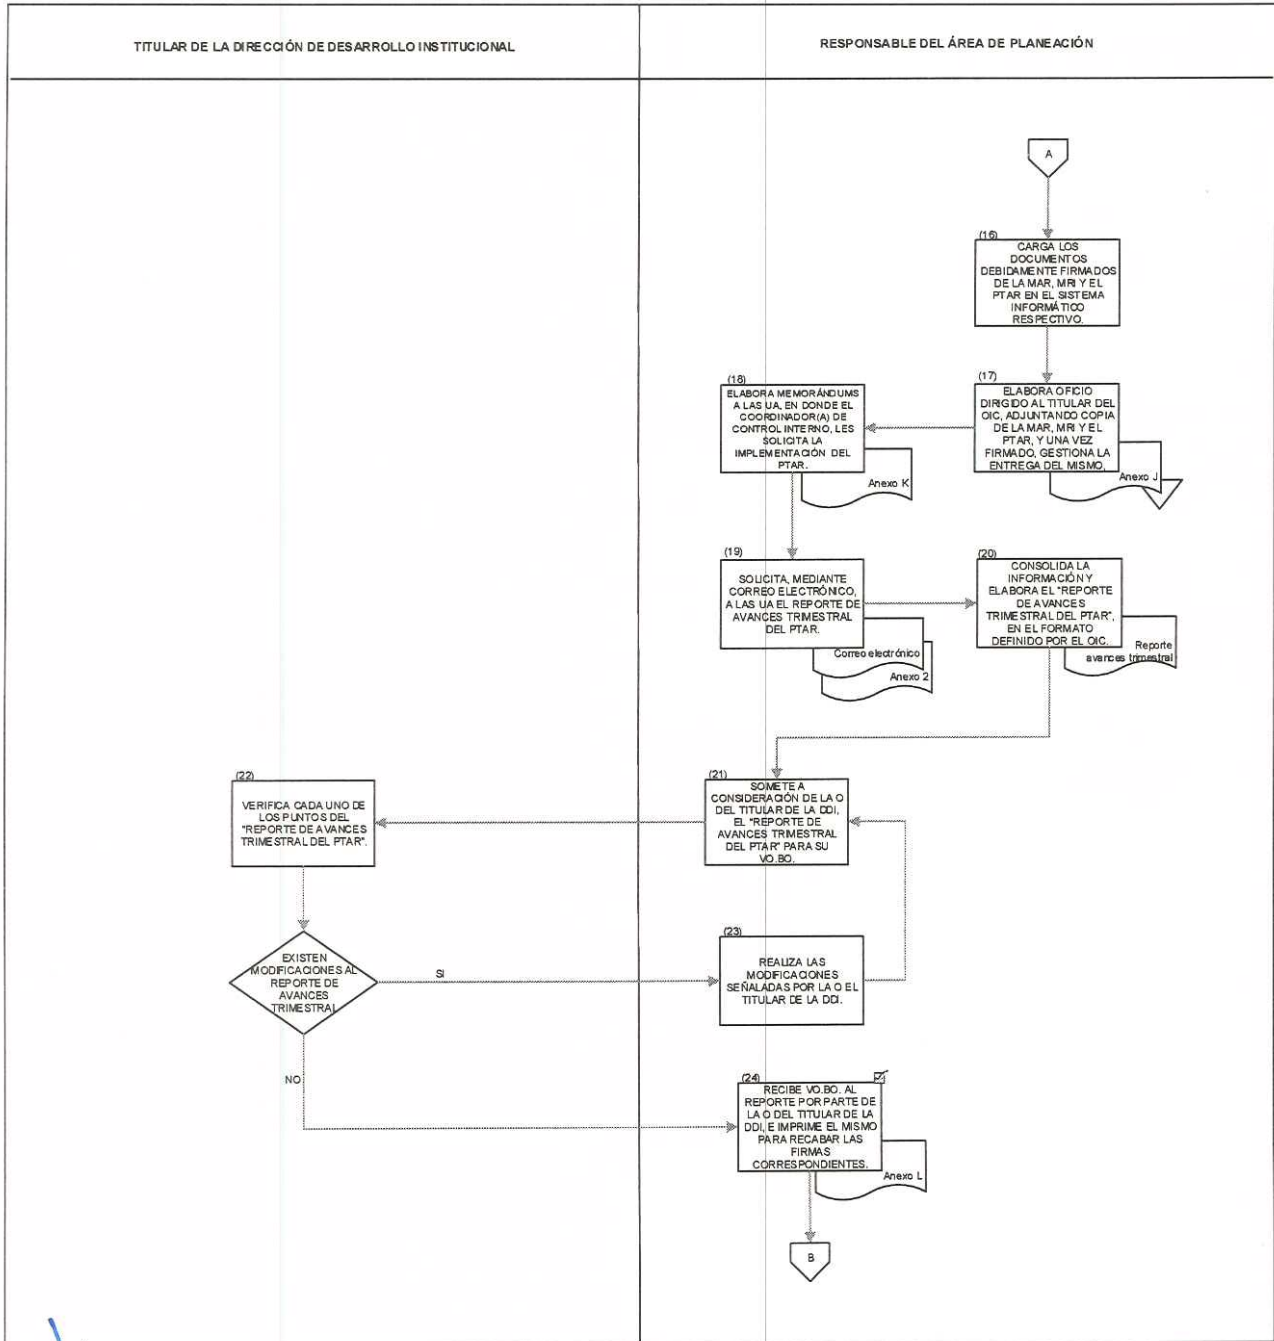 TITULAR DE LA DIRECCIÓN DE DESARROLLO INSTITUCIONAL
RESPONSABLE DEL ÁREA DE PLANEACIÓN
A
(16)
CARGA LOS
DOCUMENTOS
DEBIDAMENTE FIRMADOS
DE LA MAR, MRI Y EL
PTAR EN EL SISTEMA
INFORMÁTICO
RESPECTIVO.
(17)
ELABORA OFICIO
DIRIGIDO AL TITULAR DEL
OIC, ADJUNTANDO COPIA
DE LA MAR, MRI Y EL
PTAR, Y UNA VEZ
FIRMADO, GESTIONA LA
ENTREGA DEL MISMO,
Anexo J
(18)
ELABORA MEMORÁNDUMS
A LAS UA, EN DONDE EL
COORDINADOR(A) DE
CONTROL INTERNO, LES
SOLICITA LA
IMPLEMENTACIÓN DEL
PTAR.
Anexo K
(19)
SOLICITA, MEDIANTE
CORREO ELECTRÓNICO,
A LAS UA EL REPORTE DE
AVANCES TRIMESTRAL
DEL PTAR.
Correo electrónico
Anexo 2
(20)
CONSOLIDA LA
INFORMACIÓN Y
ELABORA EL "REPORTE
DE AVANCES
TRIMESTRAL DEL PTAR",
EN EL FORMATO
DEFINIDO POR EL OIC.
Reporte
avances trimestral
(21)
SOMETE A
CONSIDERACIÓN DE LA O
DEL TITULAR DE LA DDI,
EL "REPORTE DE
AVANCES TRIMESTRAL
DEL PTAR" PARA SU
VO.BO.
(22)
VERIFICA CADA UNO DE
LOS PUNTOS DEL
"REPORTE DE AVANCES
TRIMESTRAL DEL PTAR".
EXISTEN
MODIFICACIONES AL
REPORTE DE
AVANCES
TRIMESTRAL
SI
(23)
REALIZA LAS
MODIFICACIONES
SEÑALADAS POR LA O EL
TITULAR DE LA DDI.
NO
(24)
RECIBE VO.BO. AL
REPORTE POR PARTE DE
LA O DEL TITULAR DE LA
DDI, E IMPRIME EL MISMO
PARA RECABAR LAS
FIRMAS
CORRESPONDIENTES.
Anexo L
B